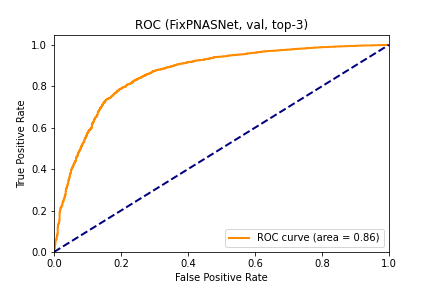 ROC (FixPNASNet, val, top-3)
True Positive Rate
1.0
0.8
0.6
0.4
0.2
0.0
ROC curve (area = 0.86)
0.0 0.2 0.4 0.6 0.8 1.0
False Positive Rate